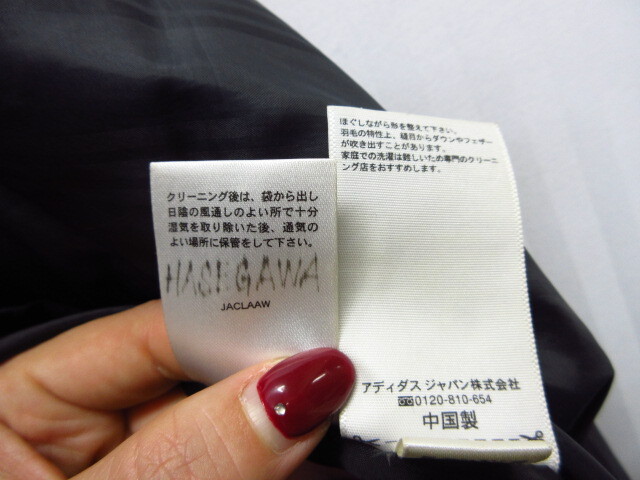 クリーニング後は、袋から出し
日陰の風通しのよい所で十分
湿気を取り除いた後、通気の
よい場所に保管をして下さい。
HASEGAWA
JACLAAW
ほぐしながら形を整えて下さい。
羽毛の特性上、縫目からダウンやフェザー
が吹き出すことがあります。
家庭での洗濯は難しいため専門のクリーニ
ング店をおすすめします。
アディダス ジャパン株式会社
0120-810-654
中国製